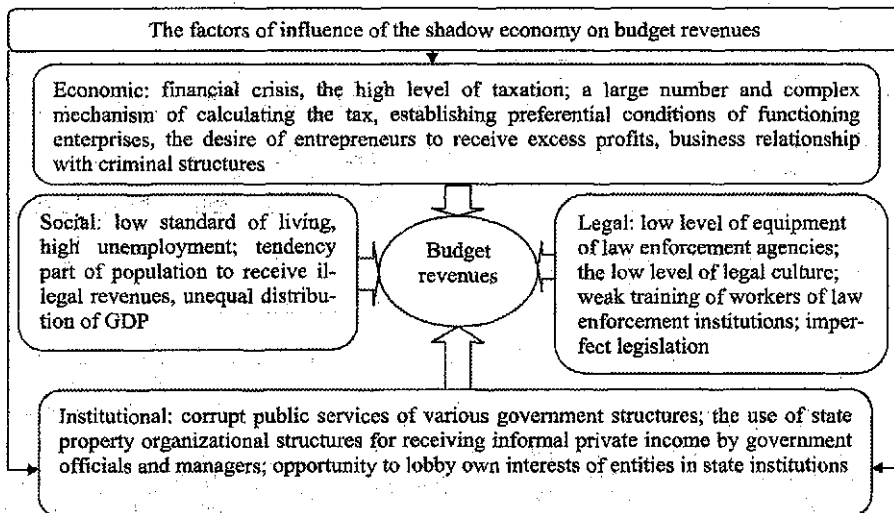 The factors of influence of the shadow economy on budget revenues
Economic: financial crisis, the high level of taxation; a large number and complex
mechanism of calculating the tax, establishing preferential conditions of functioning
enterprises, the desire of entrepreneurs to receive excess profits, business relationship
with criminal structures
Social: low standard of living,
high unemployment; tendency
part of population to receive il-
legal revenues, unequal distribu-
tion of GDP
Budget
revenues
Legal: low level of equipment
of law enforcement agencies;
the low level of legal culture;
weak training of workers of law
enforcement institutions; imper-
fect legislation
Institutional: corrupt public services of various government structures; the use of state
property organizational structures for receiving informal private income by government
officials and managers; opportunity to lobby own interests of entities in state institutions